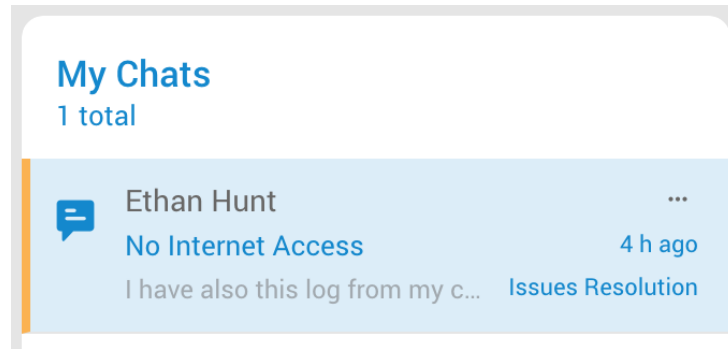 My Chats
1 total
Ethan Hunt
No Internet Access
4 h ago
I have also this log from my c...
Issues Resolution